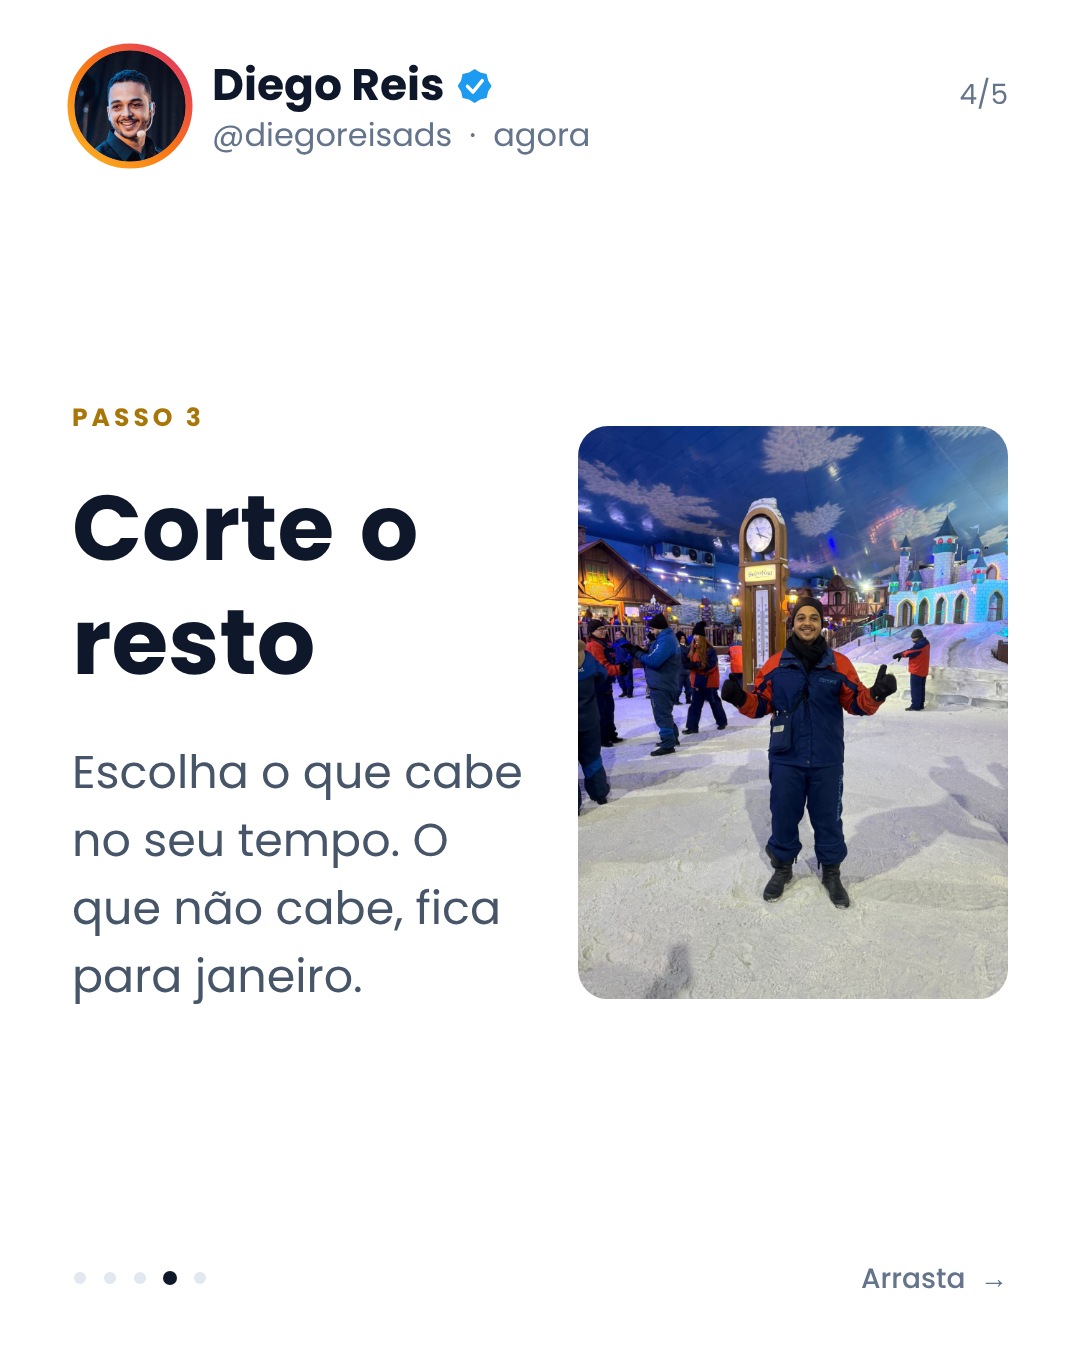 Diego Reis
@diegoreisads · agora
4/5
PASSO 3
Corte o
resto
Escolha o que cabe
no seu tempo. O
que não cabe, fica
para janeiro.
Arrasta →